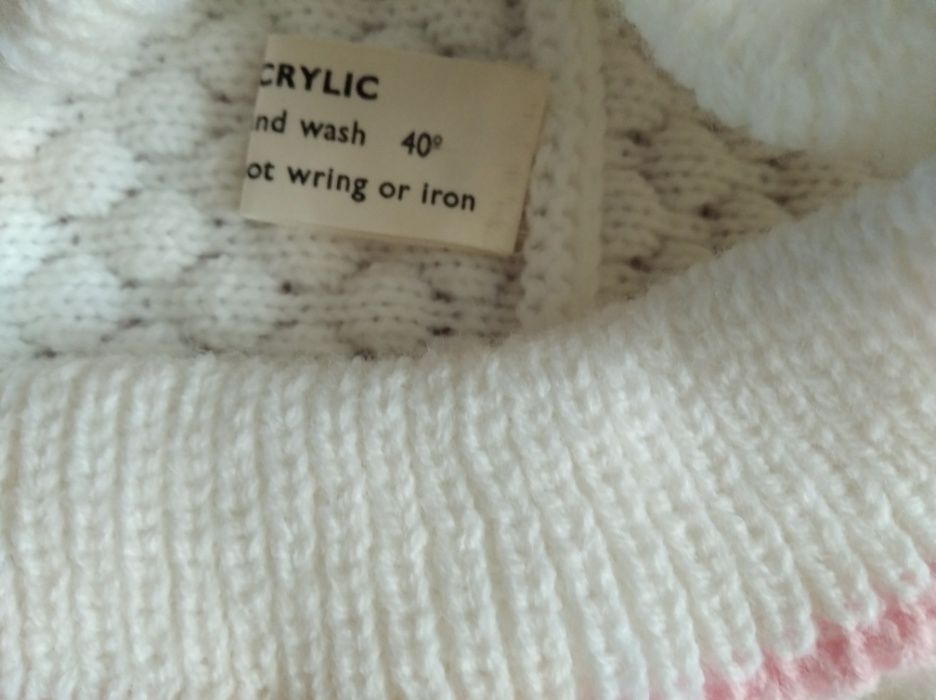 CRYLIC
nd wash 40º
ot wring or iron